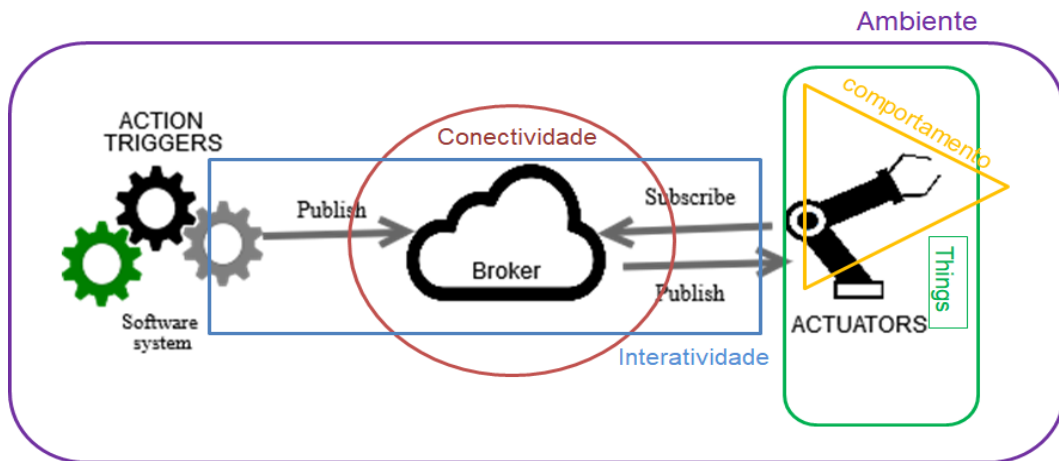 Ambiente
ACTION
TRIGGERS
Software
system
Publish
Conectividade
Broker
Subscribe
Publish
Interatividade
comportamento
Things
ACTUATORS